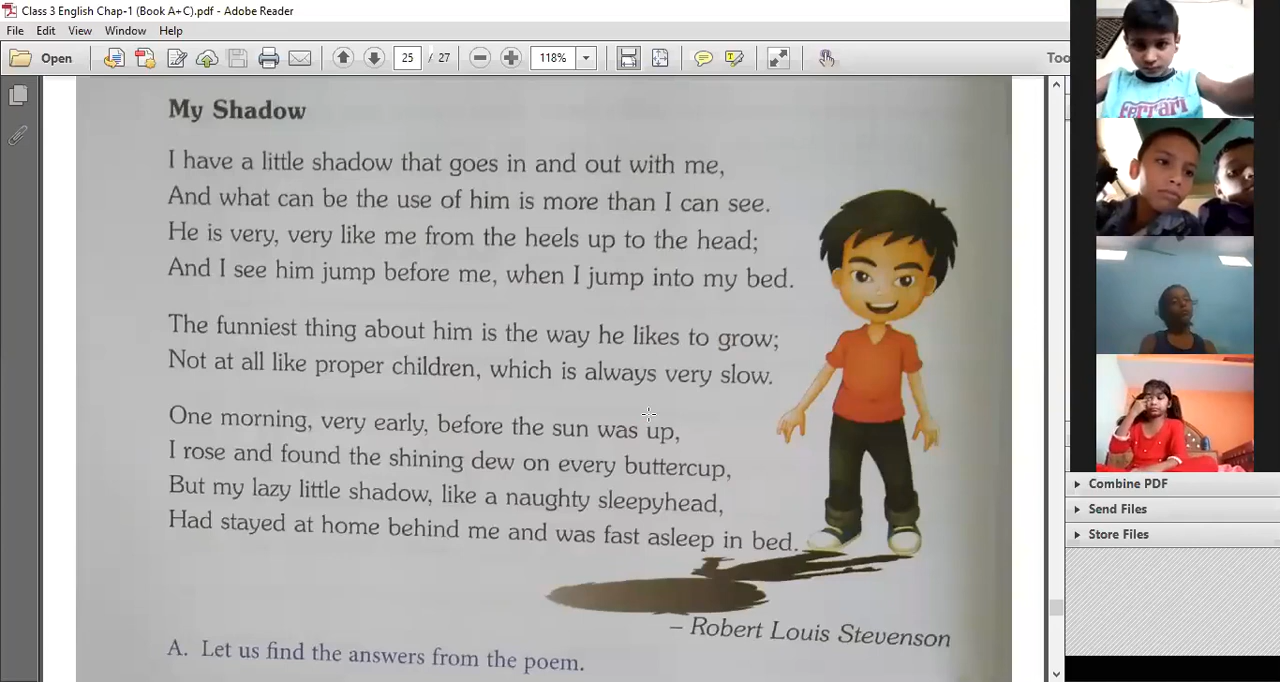 Class 3 English Chap-1 (Book A+C).pdf - Adobe Reader
File Edit View Window Help
Open 25 / 27 118% Too
My Shadow
I have a little shadow that goes in and out with me,
And what can be the use of him is more than I can see.
He is very, very like me from the heels up to the head;
And I see him jump before me, when I jump into my bed.
The funniest thing about him is the way he likes to grow;
Not at all like proper children, which is always very slow.
One morning, very early, before the sun was up,
I rose and found the shining dew on every buttercup,
But my lazy little shadow, like a naughty sleepyhead,
Had stayed at home behind me and was fast asleep in bed.
– Robert Louis Stevenson
A. Let us find the answers from the poem.
Ferrari
Combine PDF
Send Files
Store Files